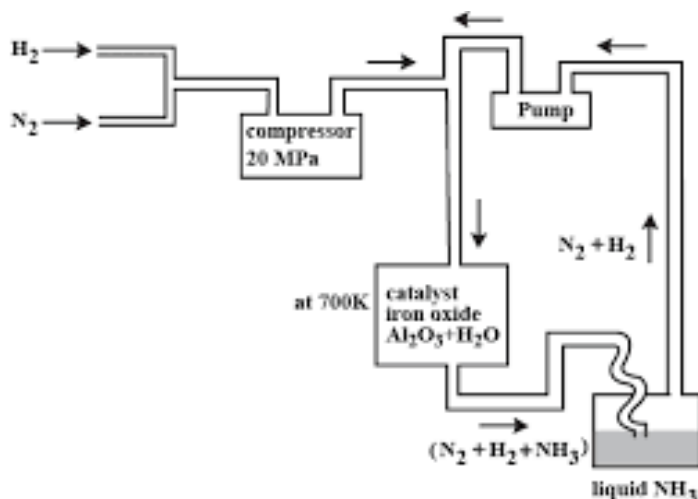 H₂
N₂
compressor
20 MPa
Pump
N₂ + H₂
at 700K
catalyst
iron oxide
Al₂O₃+H₂O
(N₂ + H₂ + NH₃)
liquid NH₃